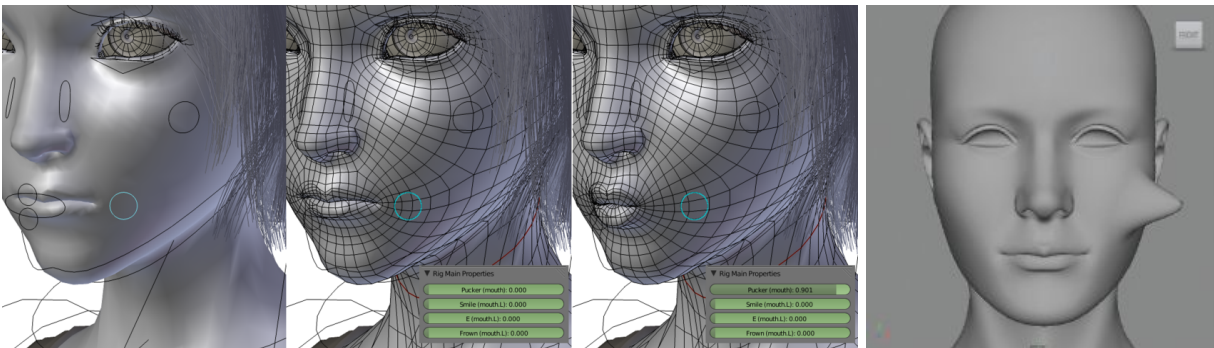 ▼ Rig Main Properties
Pucker (mouth): 0.000
Smile (mouth.L): 0.000
E (mouth.L): 0.000
Frown (mouth.L): 0.000
▼ Rig Main Properties
Pucker (mouth): 0.901
Smile (mouth.L): 0.000
E (mouth.L): 0.000
Frown (mouth.L): 0.000
FRONT